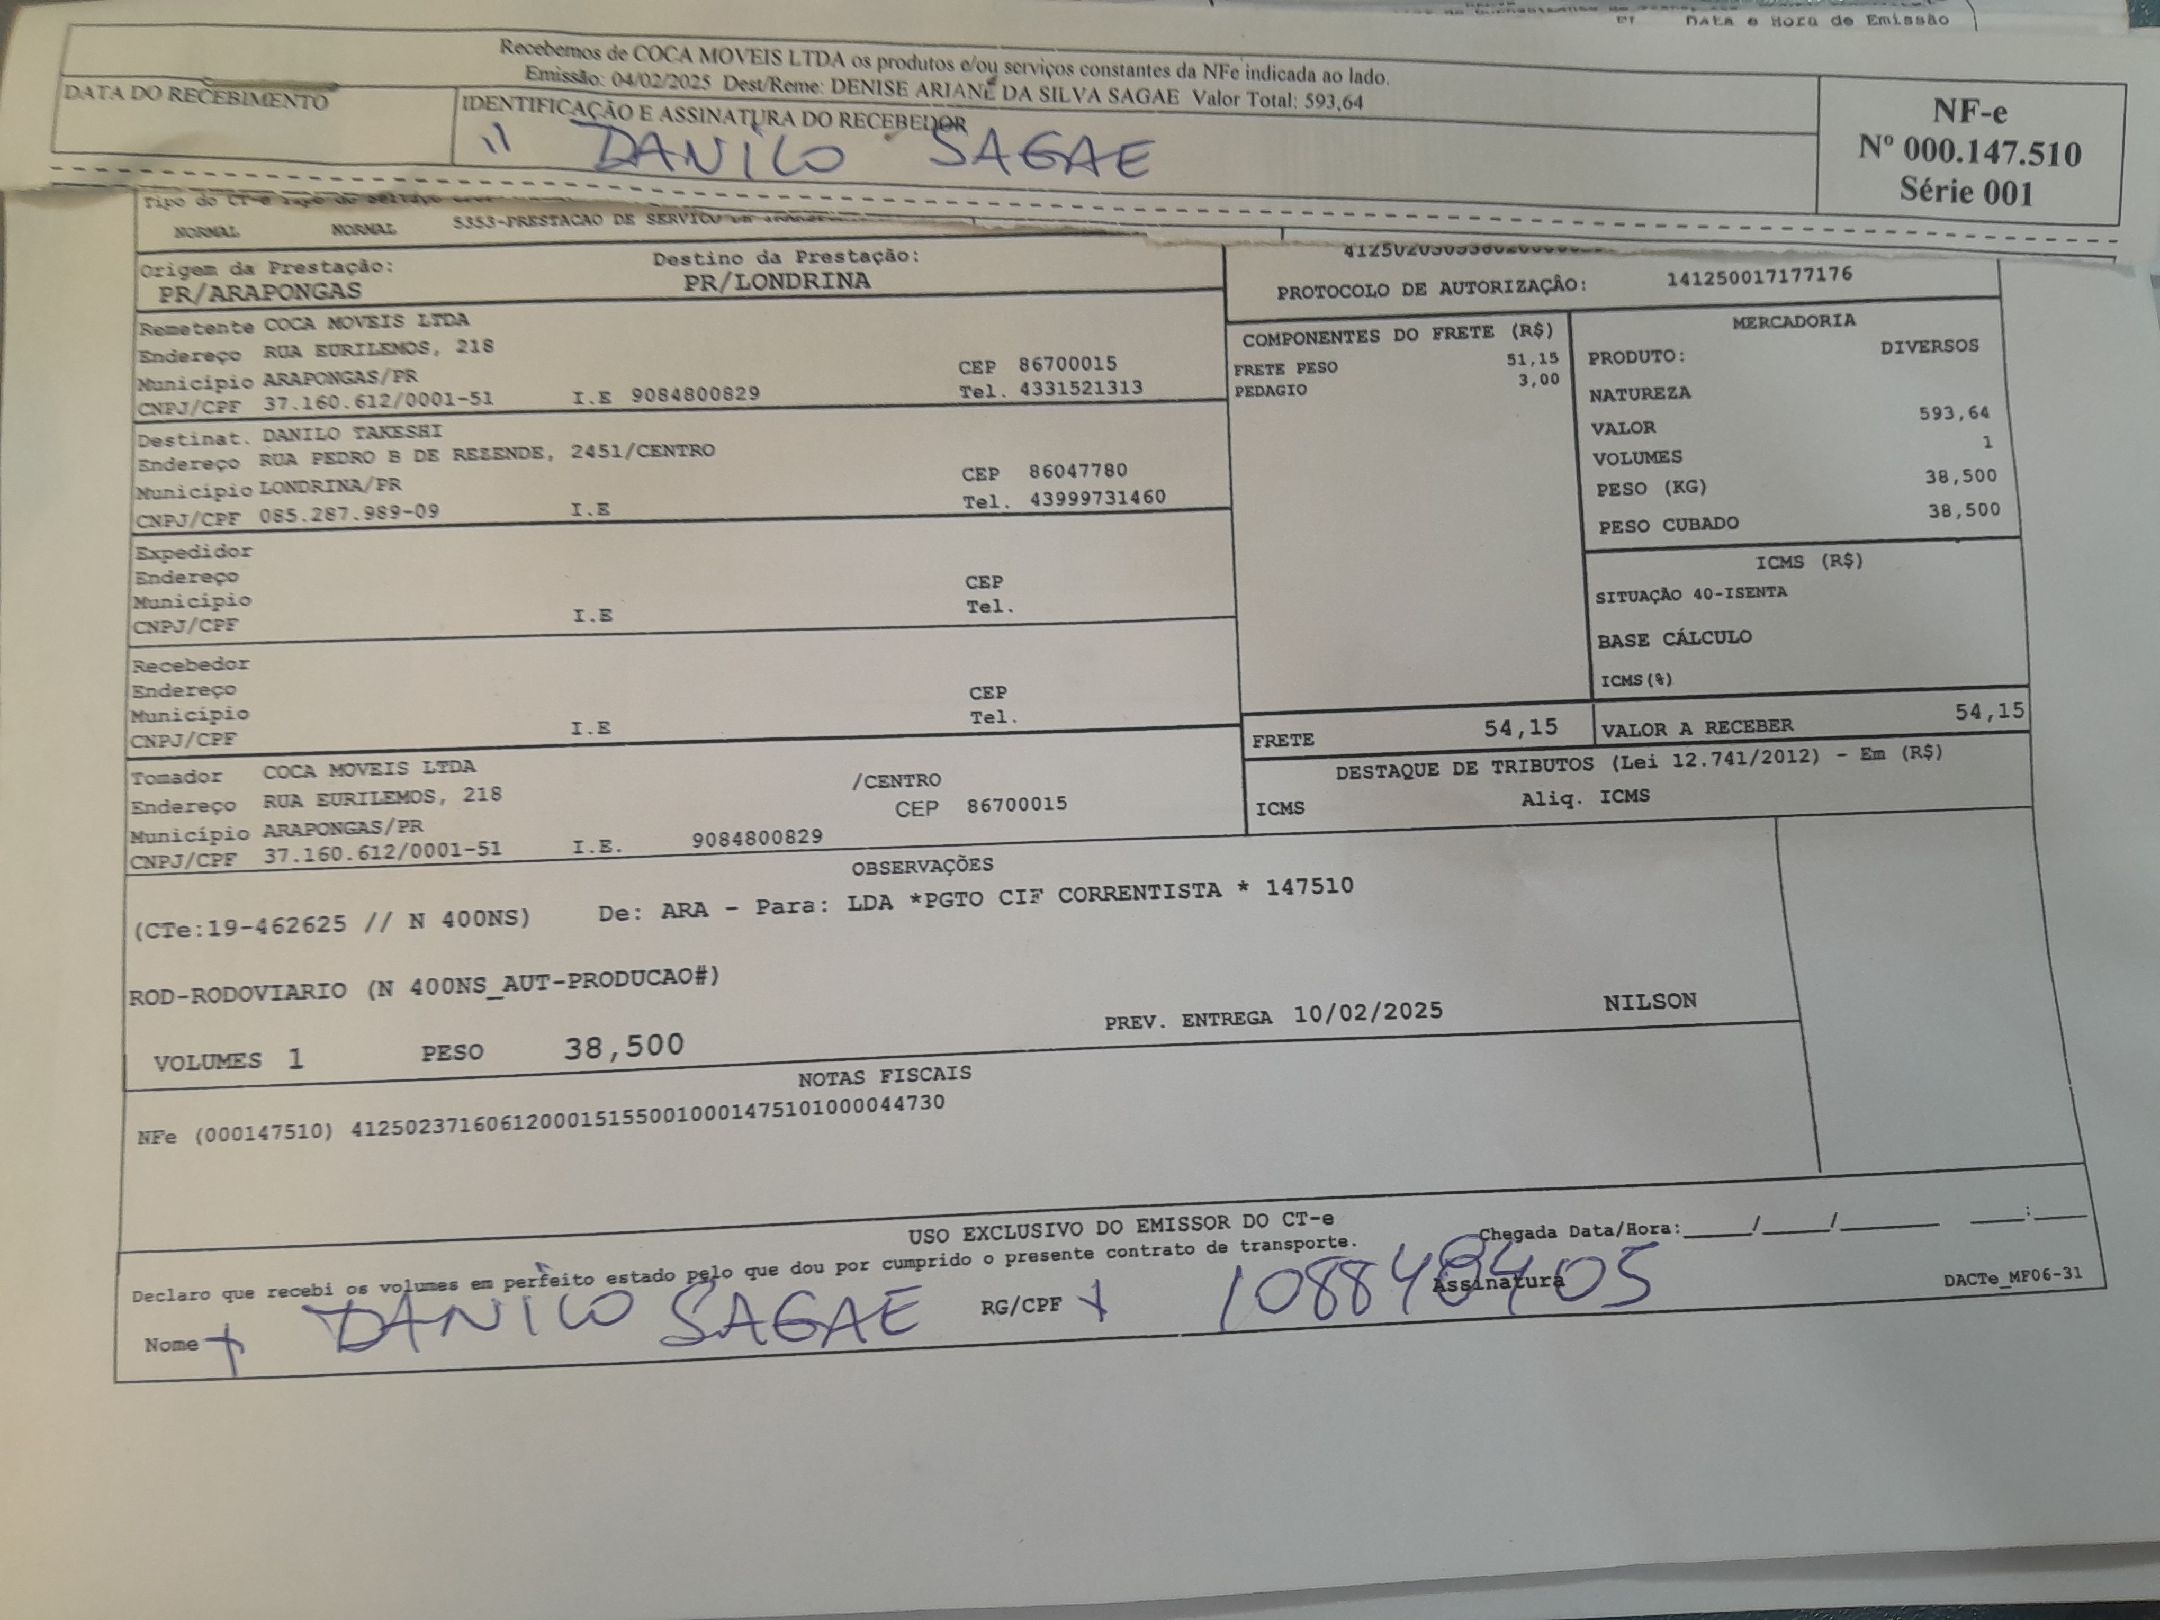 Data e Hora de Emissão
Recebemos de COCA MOVEIS LTDA os produtos e/ou serviços constantes da NFe indicada ao lado.
Emissão: 04/02/2025 Dest/Reme: DENISE ARIANE DA SILVA SAGAE Valor Total: 593,64
DATA DO RECEBIMENTO
IDENTIFICAÇÃO E ASSINATURA DO RECEBEDOR
DANILO SAGAE
NF-e
Nº 000.147.510
Série 001
Tipo do CT-e
NORMAL NORMAL 5353-PRESTACAO DE SERVICO
Origem da Prestação: Destino da Prestação:
PR/ARAPONGAS PR/LONDRINA
PROTOCOLO DE AUTORIZAÇÃO: 141250017177176
Remetente COCA MOVEIS LTDA
Endereço RUA EURILEMOS, 218
Município ARAPONGAS/PR CEP 86700015
CNPJ/CPF 37.160.612/0001-51 I.E 9084800829 Tel. 4331521313
Destinat. DANILO TAKESHI
Endereço RUA PEDRO B DE REZENDE, 2451/CENTRO
Município LONDRINA/PR CEP 86047780
CNPJ/CPF 085.287.989-09 I.E Tel. 43999731460
Expedidor
Endereço
Município CEP
CNPJ/CPF I.E Tel.
Recebedor
Endereço
Município CEP
CNPJ/CPF I.E Tel.
Tomador COCA MOVEIS LTDA
Endereço RUA EURILEMOS, 218 /CENTRO
Município ARAPONGAS/PR CEP 86700015
CNPJ/CPF 37.160.612/0001-51 I.E. 9084800829
COMPONENTES DO FRETE (R$)
FRETE PESO 51,15
PEDAGIO 3,00
MERCADORIA
PRODUTO: DIVERSOS
NATUREZA
VALOR 593,64
VOLUMES 1
PESO (KG) 38,500
PESO CUBADO 38,500
ICMS (R$)
SITUAÇÃO 40-ISENTA
BASE CÁLCULO
ICMS(%)
FRETE 54,15 VALOR A RECEBER 54,15
DESTAQUE DE TRIBUTOS (Lei 12.741/2012) - Em (R$)
ICMS Aliq. ICMS
OBSERVAÇÕES
(CTe:19-462625 // N 400NS) De: ARA - Para: LDA *PGTO CIF CORRENTISTA * 147510
ROD-RODOVIARIO (N 400NS_AUT-PRODUCAO#)
VOLUMES 1 PESO 38,500 PREV. ENTREGA 10/02/2025 NILSON
NOTAS FISCAIS
NFe (000147510) 41250237160612000151550010001475101000044730
USO EXCLUSIVO DO EMISSOR DO CT-e
Declaro que recebi os volumes em perfeito estado pelo que dou por cumprido o presente contrato de transporte. Chegada Data/Hora:_____/_____/________ ____:____
Nome DANILO SAGAE RG/CPF 108848405 Assinatura
DACTe_MF06-31